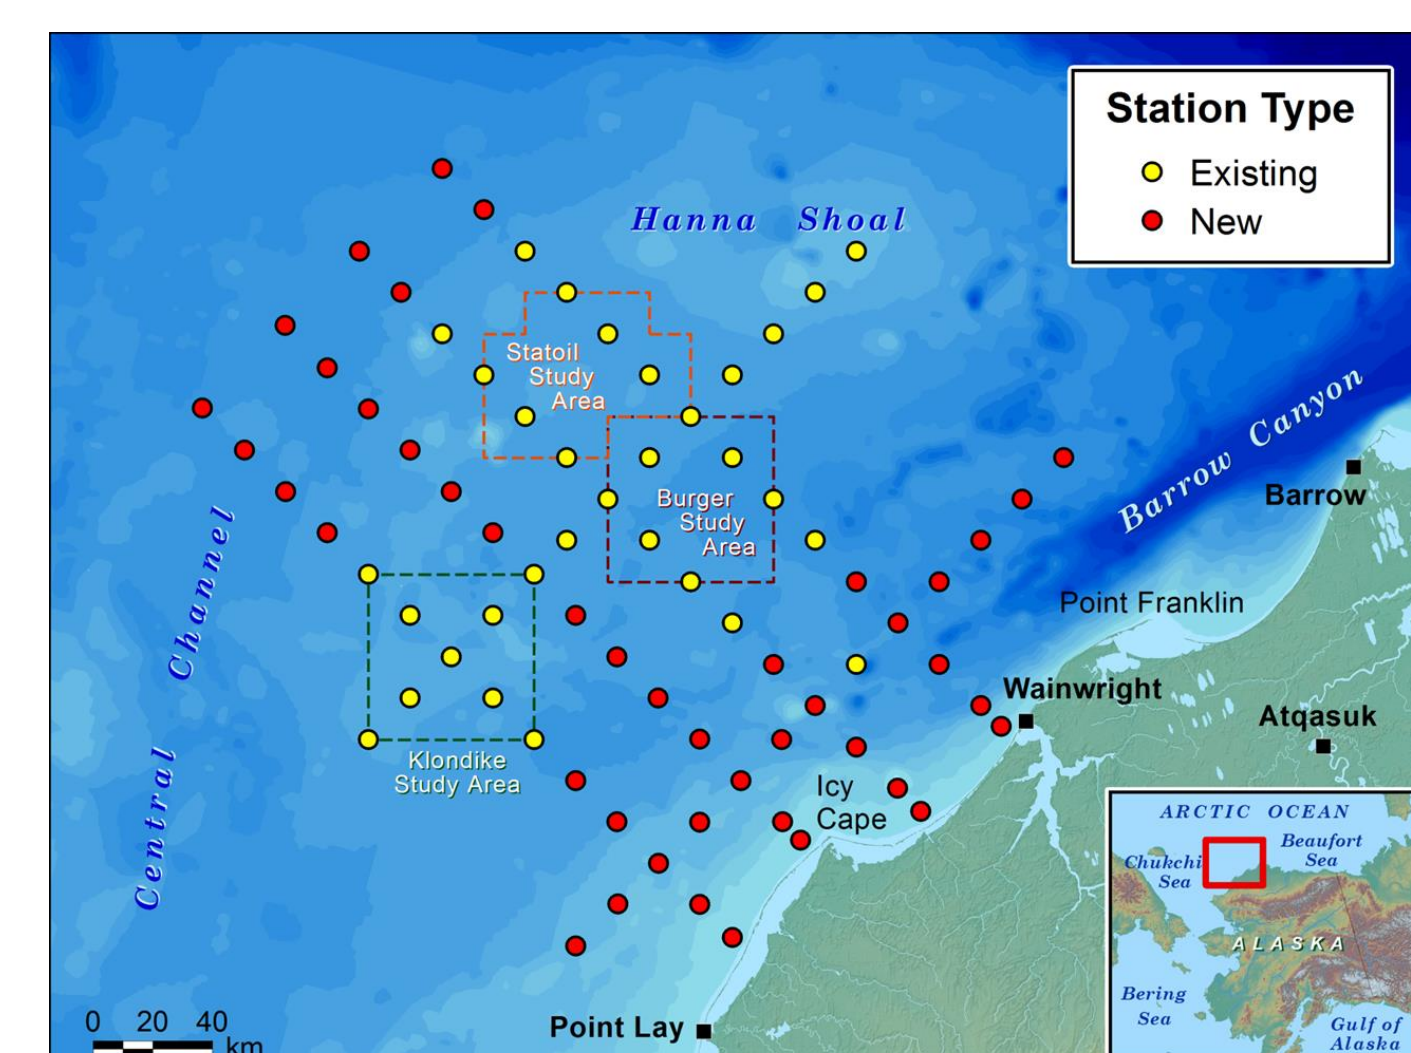 Station Type
Existing
New
Hanna Shoal
Statoil
Study
Area
Barrow Canyon
Barrow
Burger
Study
Area
Central Channel
Point Franklin
Wainwright
Atqasuk
Klondike
Study Area
Icy
Cape
ARCTIC OCEAN
Beaufort
Sea
Chukchi
Sea
ALASKA
Bering
Sea
Gulf of
Alaska
0 20 40
km
Point Lay